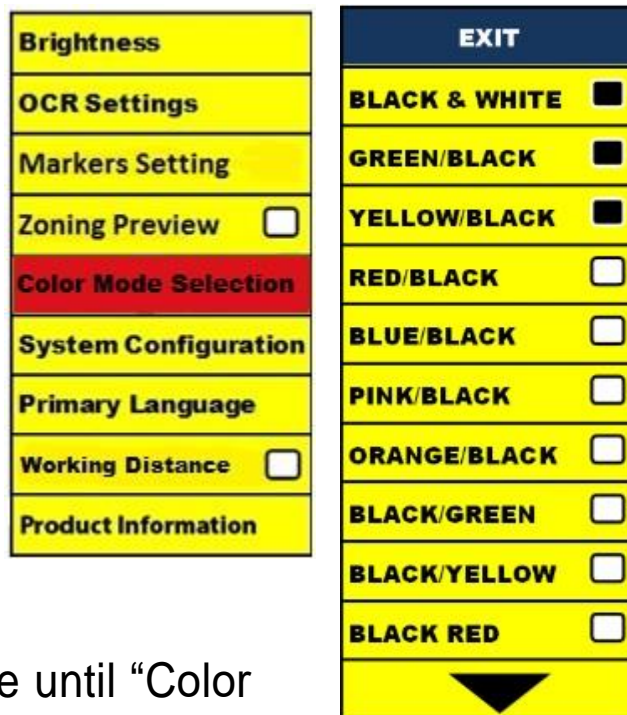 Brightness
OCR Settings
Markers Setting
Zoning Preview
Color Mode Selection
System Configuration
Primary Language
Working Distance
Product Information
EXIT
BLACK & WHITE
GREEN/BLACK
YELLOW/BLACK
RED/BLACK
BLUE/BLACK
PINK/BLACK
ORANGE/BLACK
BLACK/GREEN
BLACK/YELLOW
BLACK RED
e until “Color